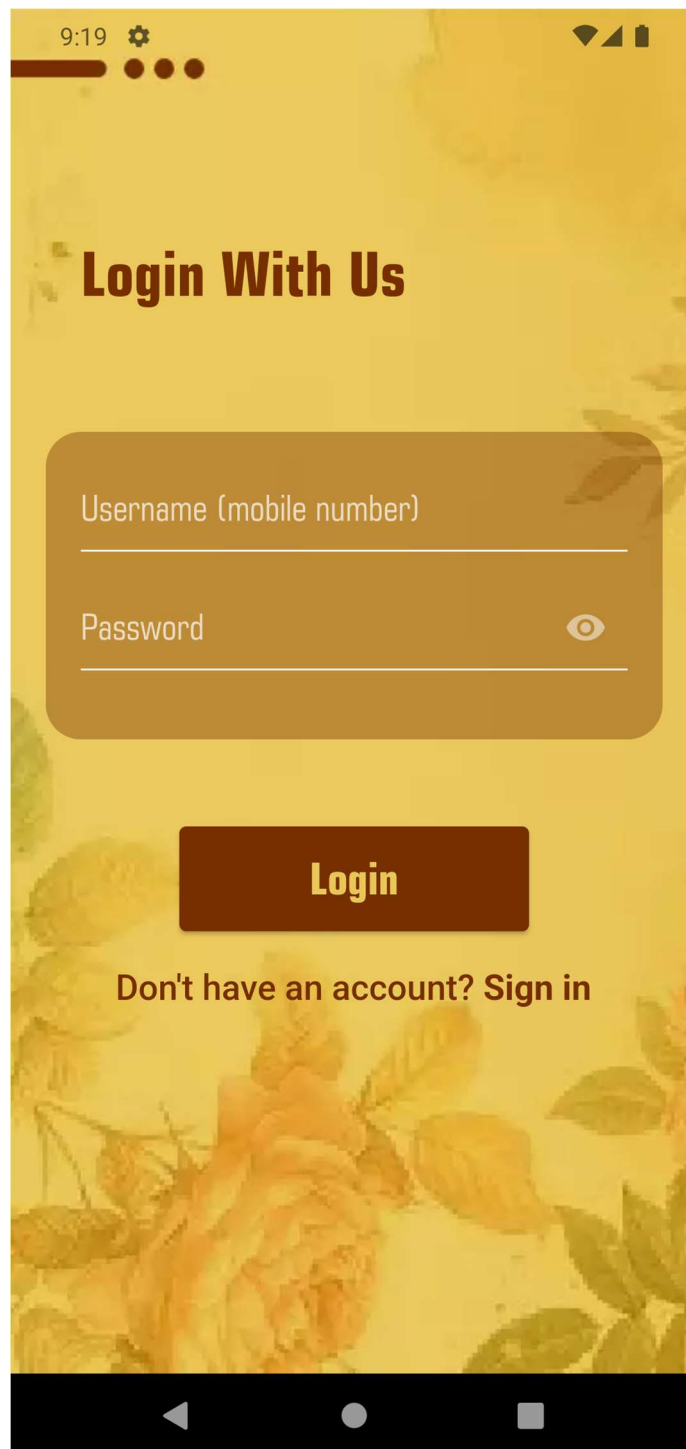 9:19
Login With Us
Username (mobile number)
Password
Login
Don't have an account? Sign in